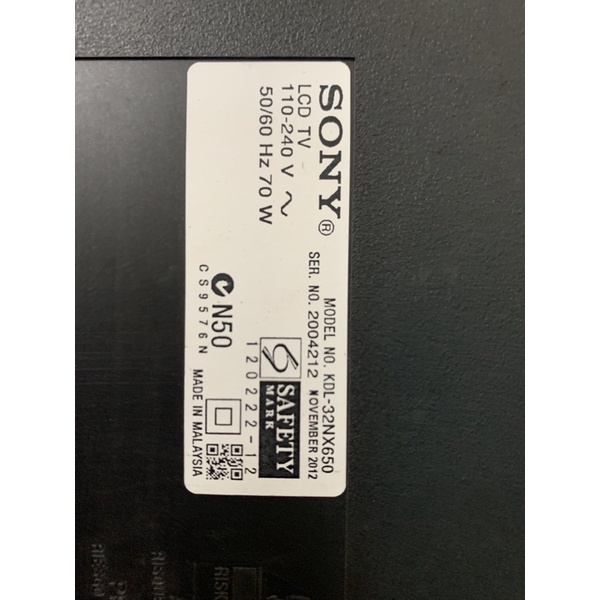 SONY®
LCD TV
110-240 V ~
50/60 Hz 70 W
MODEL NO. KDL-32NX650
SER. NO. 2004212 NOVEMBER 2012
SAFETY
MARK
120222-12
N50
CS9576N
MADE IN MALAYSIA